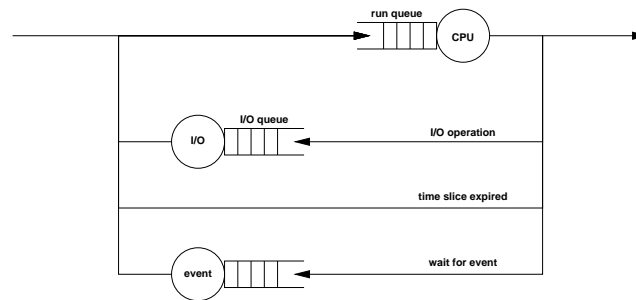 run queue
CPU
I/O queue
I/O
I/O operation
time slice expired
wait for event
event